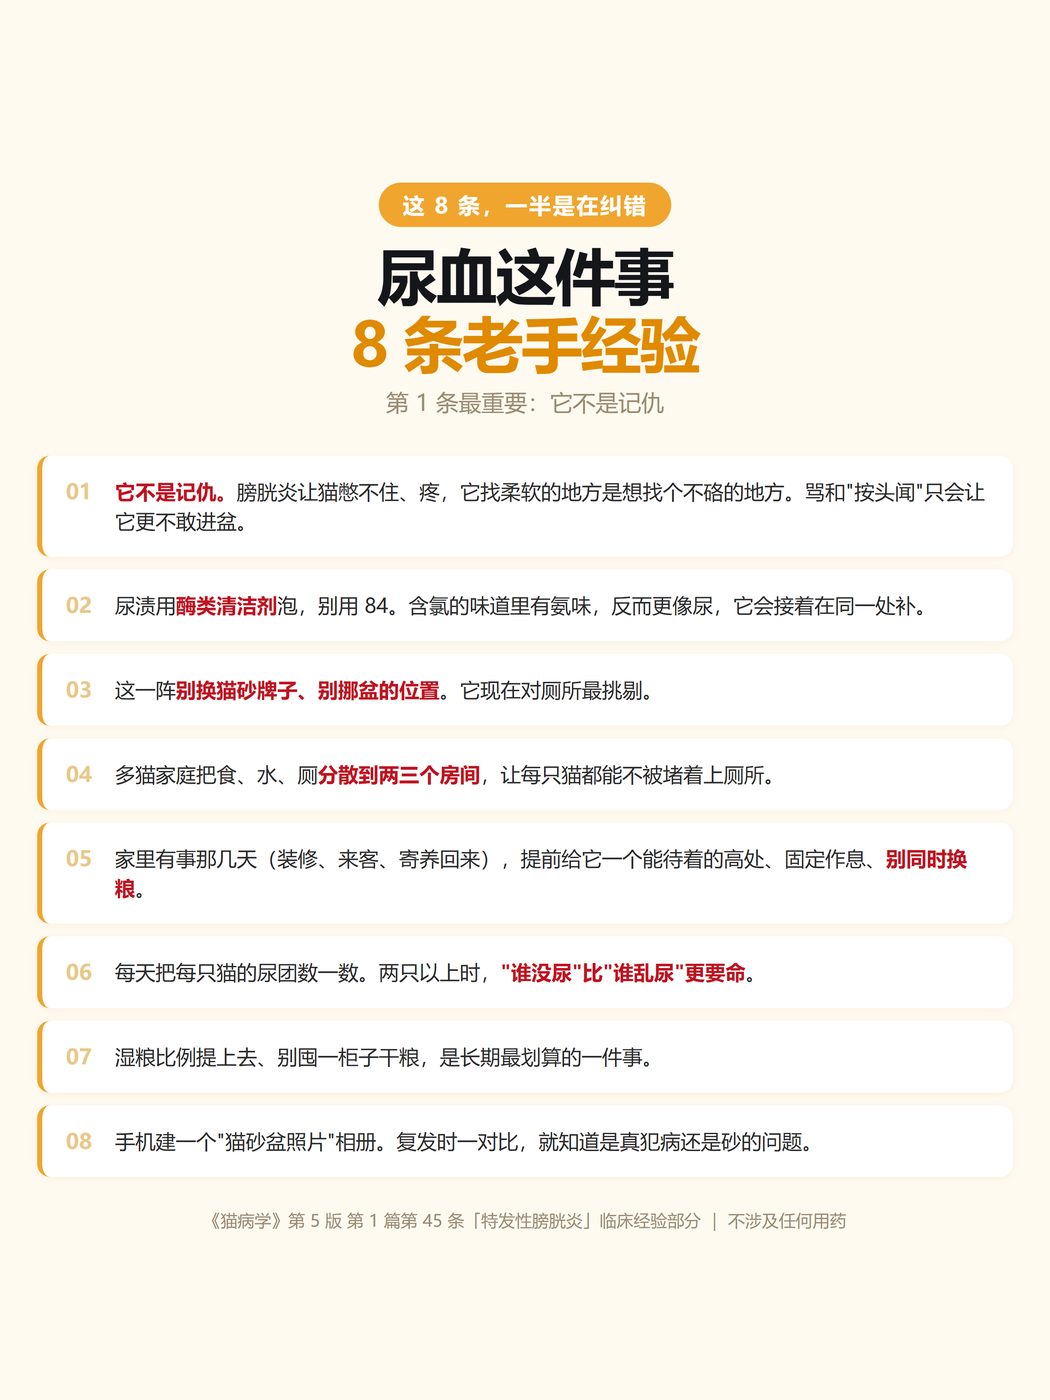 这 8 条，一半是在纠错
尿血这件事
8 条老手经验
第 1 条最重要：它不是记仇
01 它不是记仇。膀胱炎让猫憋不住、疼，它找柔软的地方是想找个不硌的地方。骂和"按头闻"只会让
它更不敢进盆。
02 尿渍用酶类清洁剂泡，别用 84。含氯的味道里有氨味，反而更像尿，它会接着在同一处补。
03 这一阵别换猫砂牌子、别挪盆的位置。它现在对厕所最挑剔。
04 多猫家庭把食、水、厕分散到两三个房间，让每只猫都能不被堵着上厕所。
05 家里有事那几天（装修、来客、寄养回来），提前给它一个能待着的高处、固定作息、别同时换
粮。
06 每天把每只猫的尿团数一数。两只以上时，"谁没尿"比"谁乱尿"更要命。
07 湿粮比例提上去、别囤一柜子干粮，是长期最划算的一件事。
08 手机建一个"猫砂盆照片"相册。复发时一对比，就知道是真犯病还是砂的问题。
《猫病学》第 5 版 第 1 篇第 45 条「特发性膀胱炎」临床经验部分 ｜ 不涉及任何用药